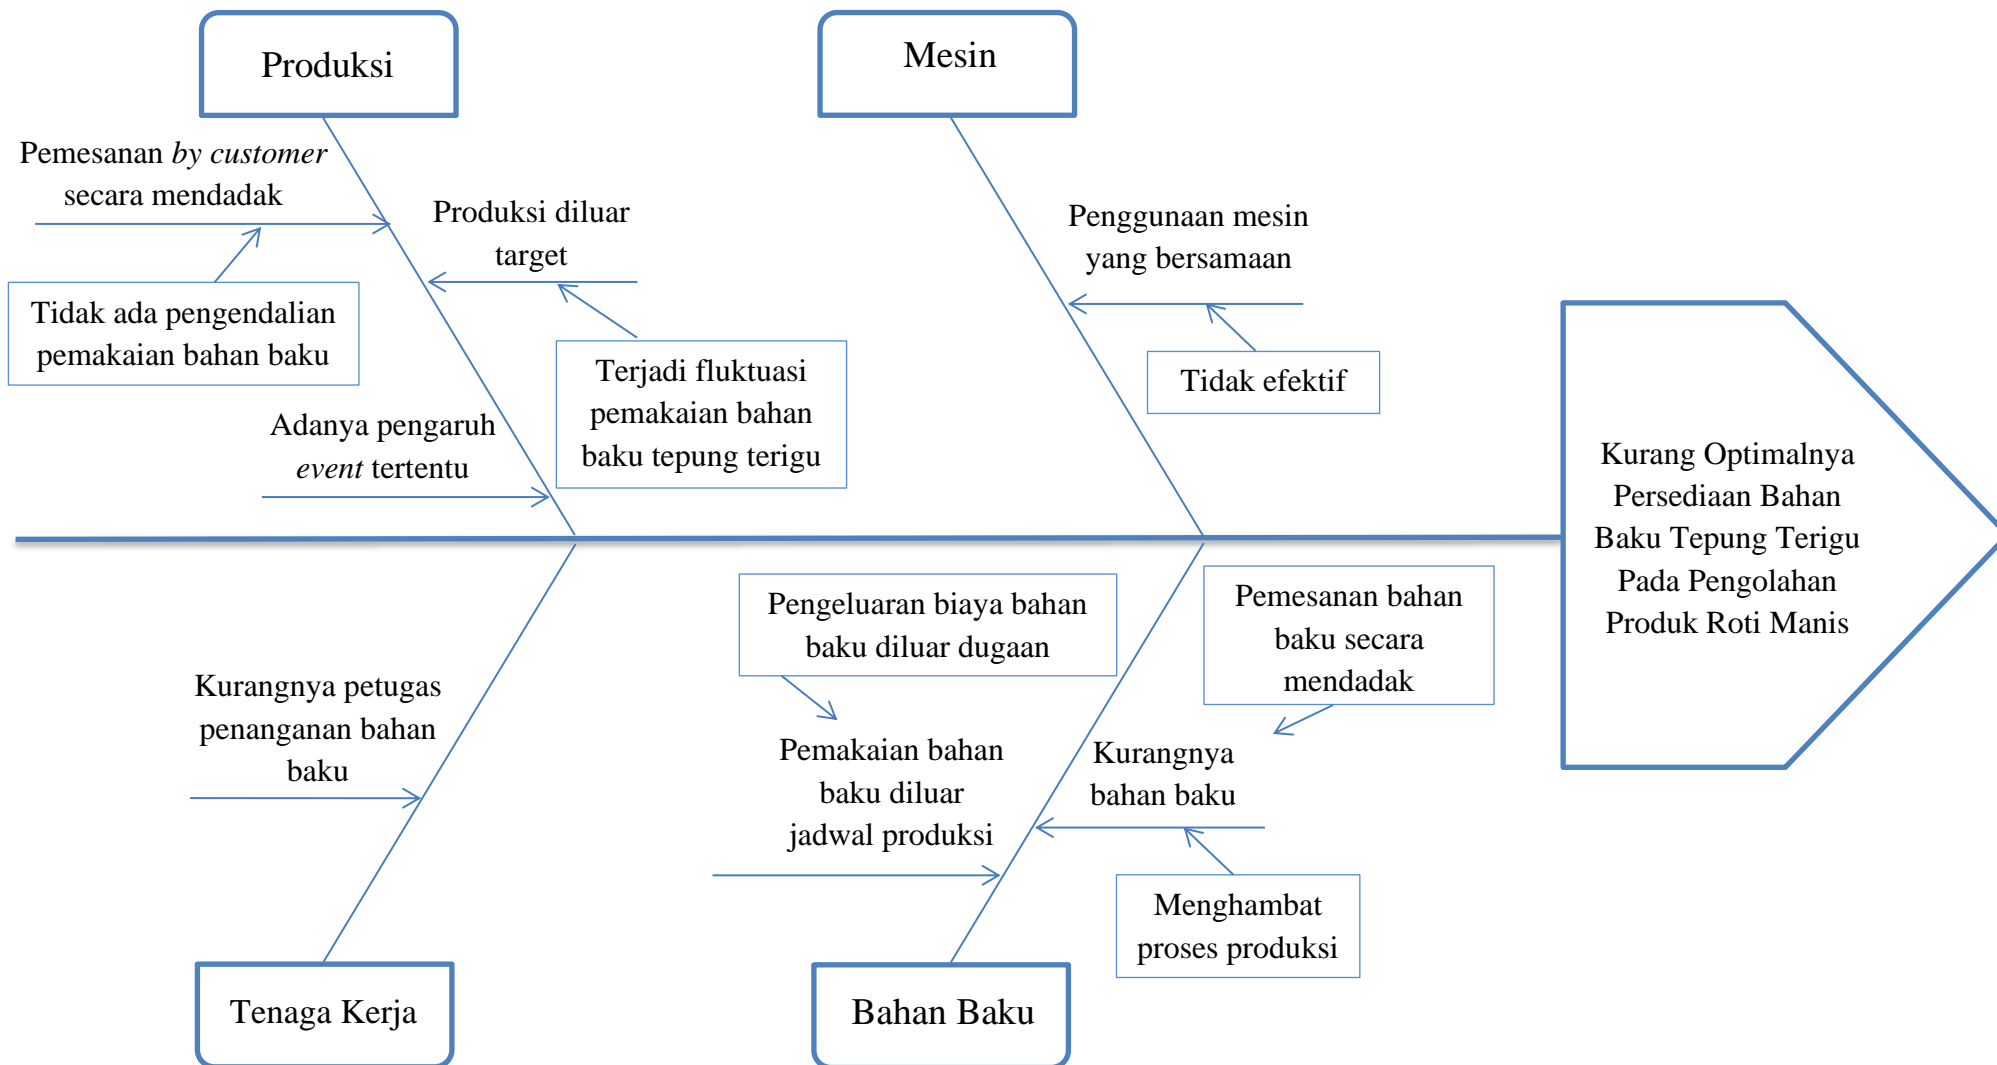 Produksi
Mesin
Pemesanan by customer
secara mendadak
Produksi diluar
target
Penggunaan mesin
yang bersamaan
Tidak ada pengendalian
pemakaian bahan baku
Terjadi fluktuasi
pemakaian bahan
baku tepung terigu
Tidak efektif
Adanya pengaruh
event tertentu
Kurang Optimalnya
Persediaan Bahan
Baku Tepung Terigu
Pada Pengolahan
Produk Roti Manis
Pengeluaran biaya bahan
baku diluar dugaan
Pemesanan bahan
baku secara
mendadak
Kurangnya petugas
penanganan bahan
baku
Pemakaian bahan
baku diluar
jadwal produksi
Kurangnya
bahan baku
Menghambat
proses produksi
Tenaga Kerja
Bahan Baku